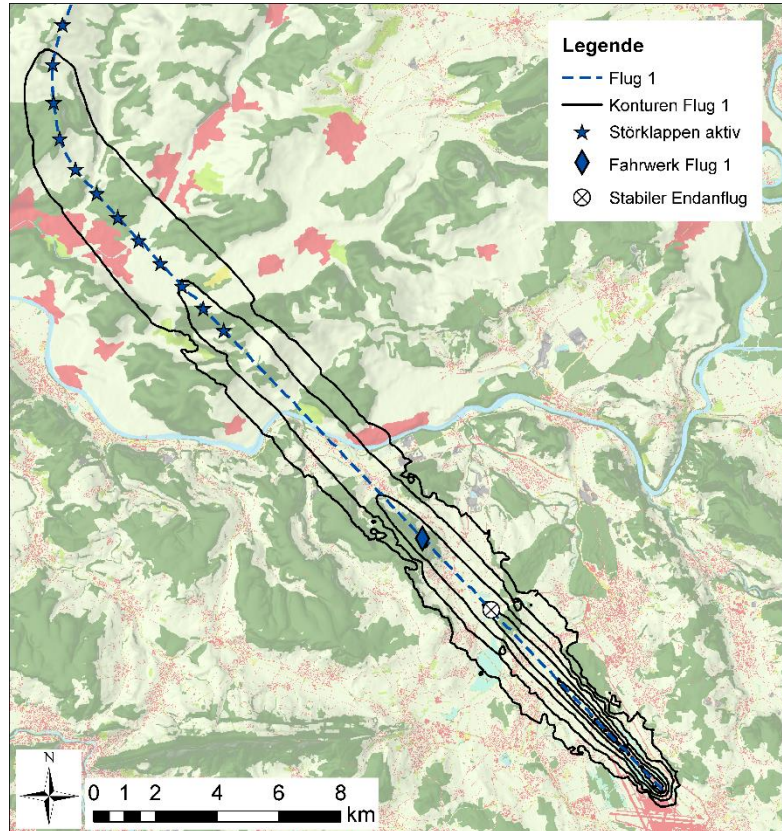 Legende
Flug 1
Konturen Flug 1
Störklappen aktiv
Fahrwerk Flug 1
Stabiler Endanflug
N
0 1 2 4 6 8
km